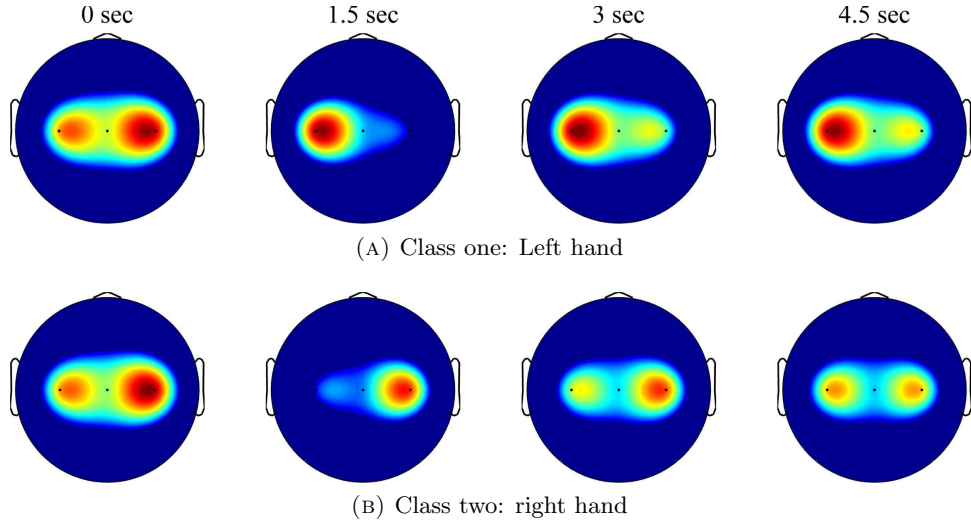 0 sec 1.5 sec 3 sec 4.5 sec
(A) Class one: Left hand
(B) Class two: right hand